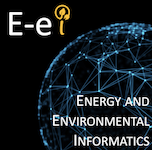 E-ei
ENERGY AND
ENVIRONMENTAL
INFORMATICS